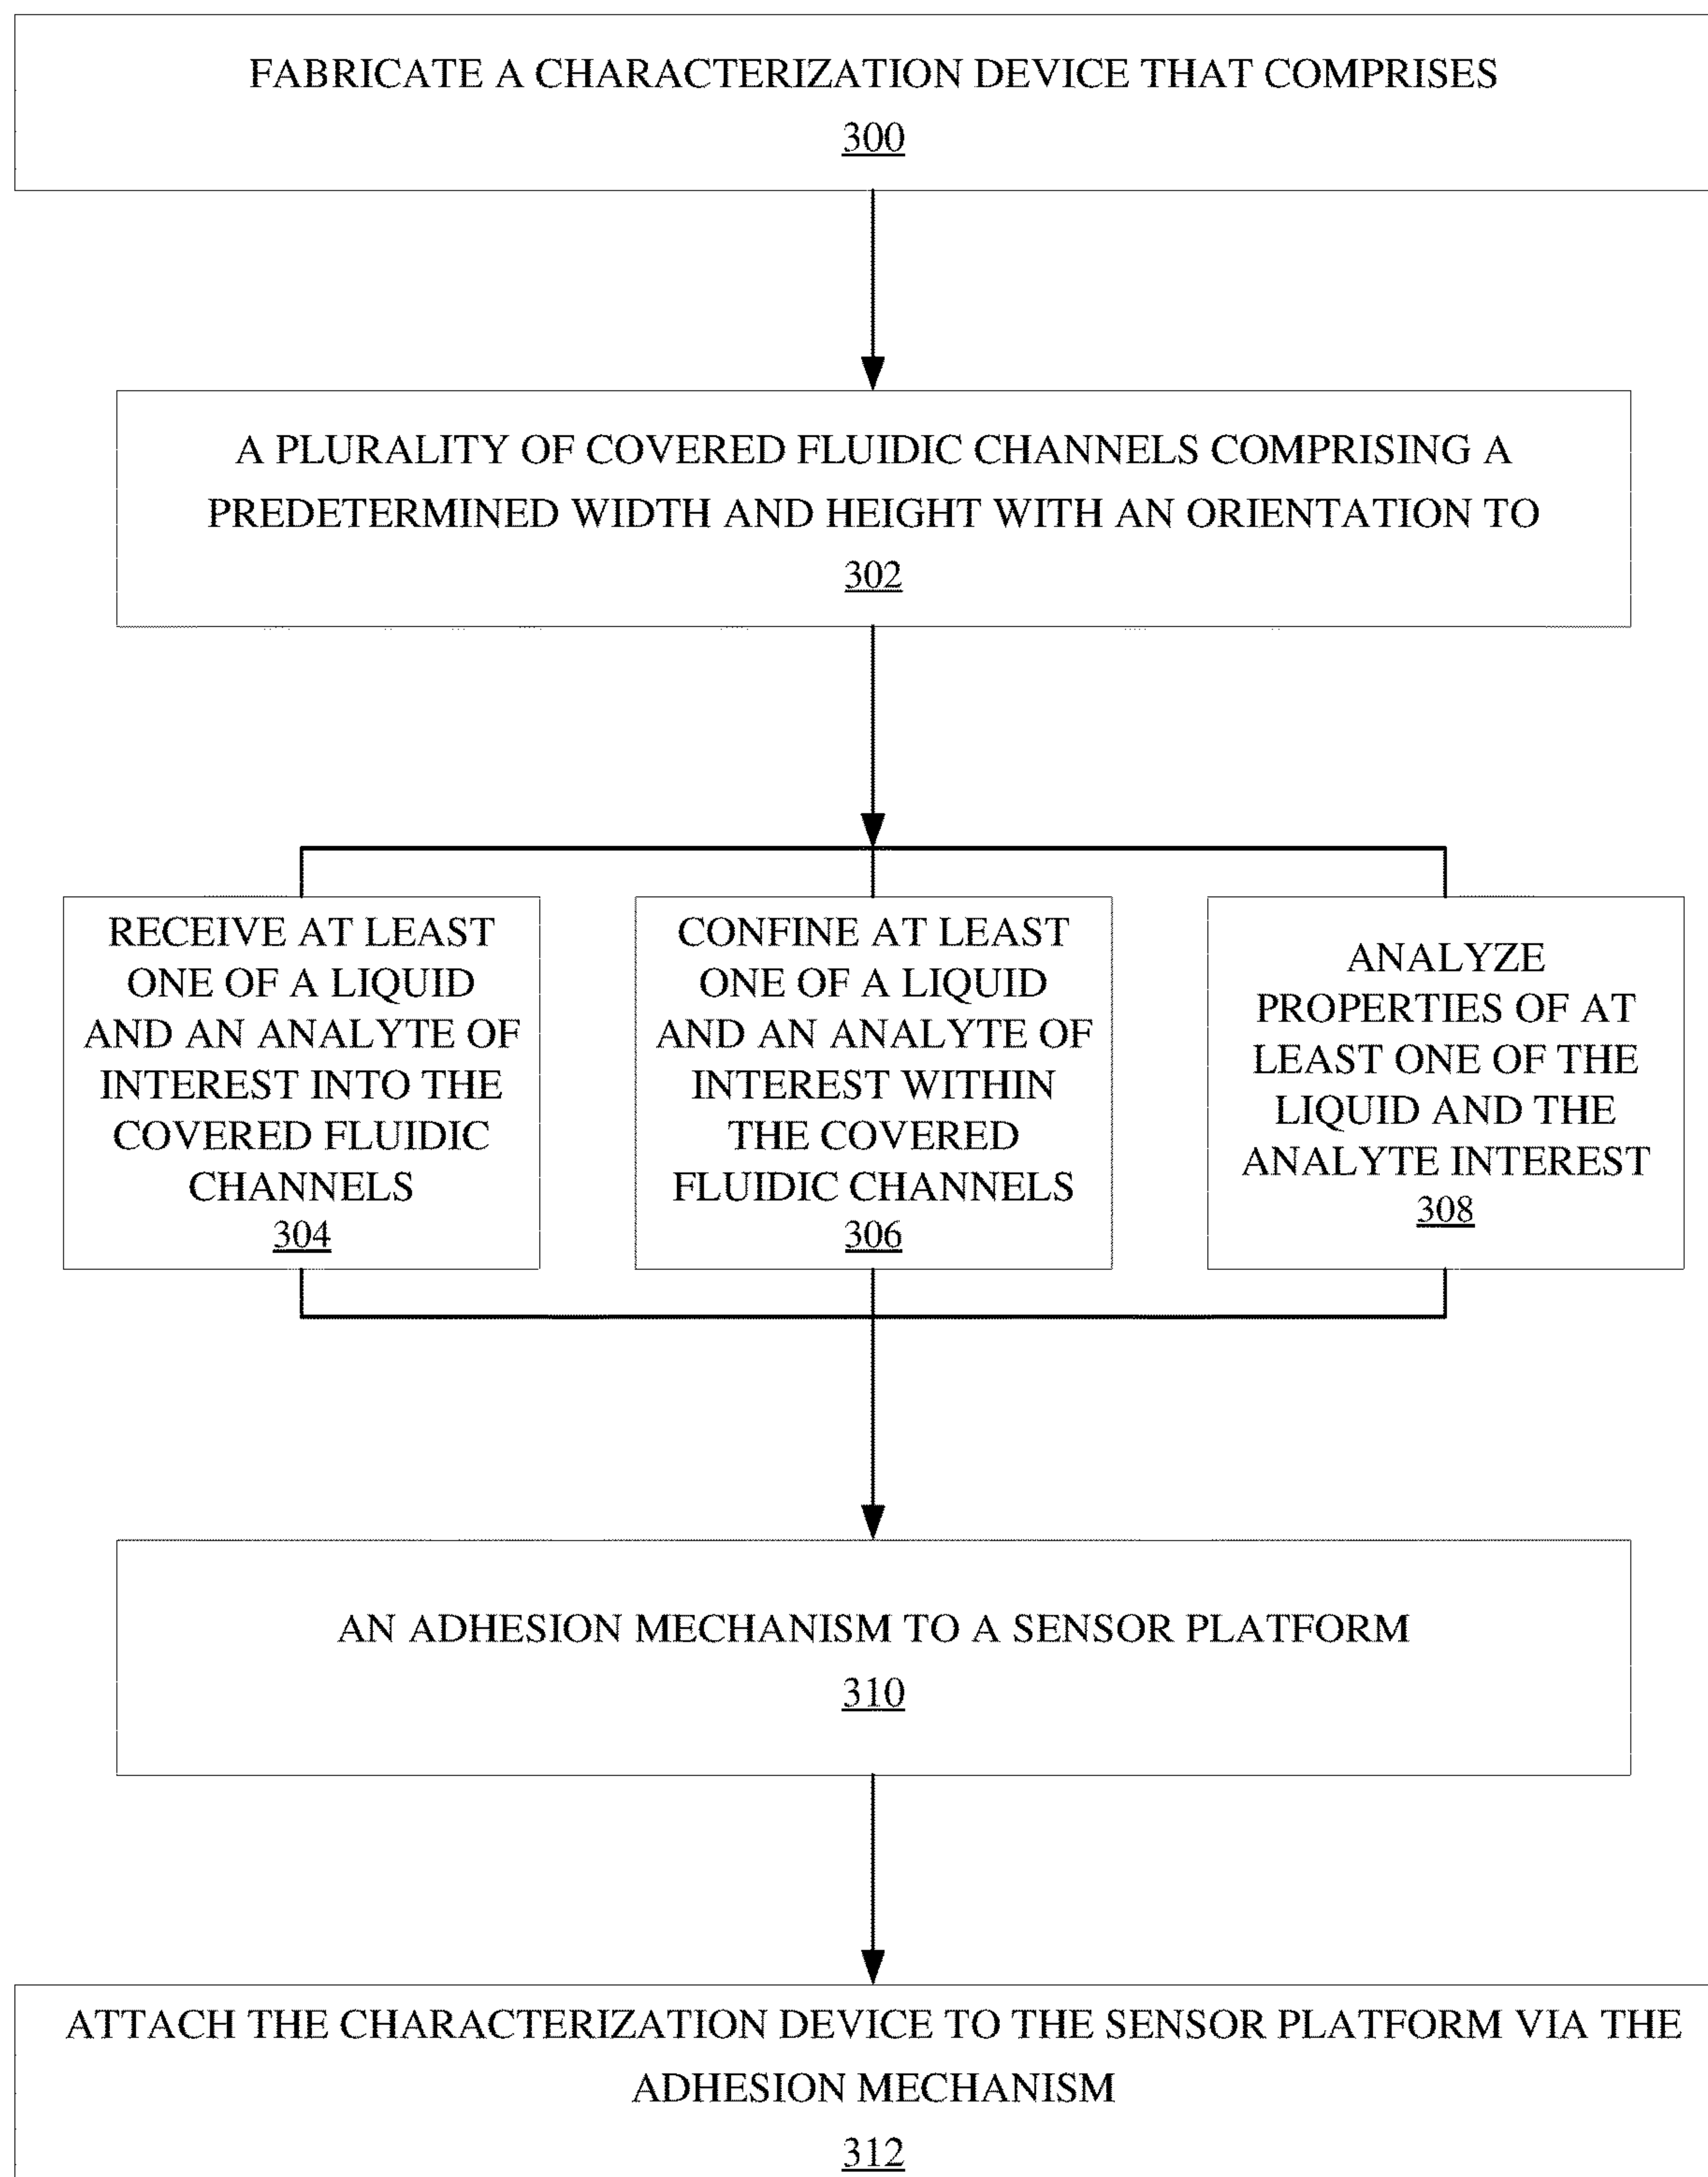 FABRICATE A CHARACTERIZATION DEVICE THAT COMPRISES
300
A PLURALITY OF COVERED FLUIDIC CHANNELS COMPRISING A
PREDETERMINED WIDTH AND HEIGHT WITH AN ORIENTATION TO
302
RECEIVE AT LEAST
ONE OF A LIQUID
AND AN ANALYTE OF
INTEREST INTO THE
COVERED FLUIDIC
CHANNELS
304
CONFINE AT LEAST
ONE OF A LIQUID
AND AN ANALYTE OF
INTEREST WITHIN
THE COVERED
FLUIDIC CHANNELS
306
ANALYZE
PROPERTIES OF AT
LEAST ONE OF THE
LIQUID AND THE
ANALYTE INTEREST
308
AN ADHESION MECHANISM TO A SENSOR PLATFORM
310
ATTACH THE CHARACTERIZATION DEVICE TO THE SENSOR PLATFORM VIA THE
ADHESION MECHANISM
312